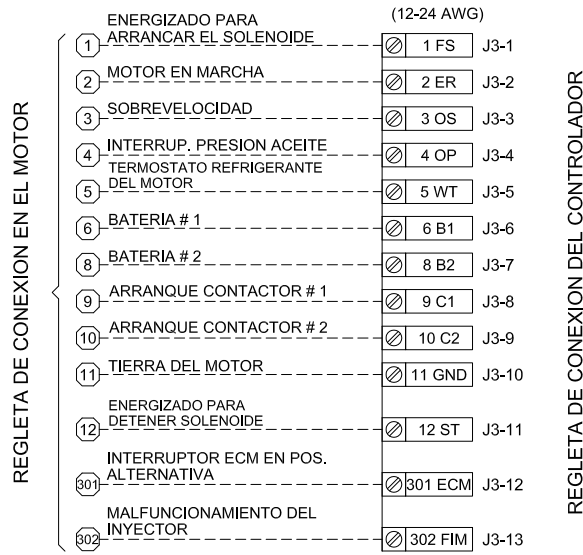 (12-24 AWG)
REGLETA DE CONEXION EN EL MOTOR
ENERGIZADO PARA
ARRANCAR EL SOLENOIDE
1
1 FS
J3-1
MOTOR EN MARCHA
2
2 ER
J3-2
SOBREVELOCIDAD
3
3 OS
J3-3
INTERRUP. PRESION ACEITE
4
4 OP
J3-4
TERMOSTATO REFRIGERANTE
DEL MOTOR
5
5 WT
J3-5
BATERIA # 1
6
6 B1
J3-6
BATERIA # 2
8
8 B2
J3-7
ARRANQUE CONTACTOR # 1
9
9 C1
J3-8
ARRANQUE CONTACTOR # 2
10
10 C2
J3-9
TIERRA DEL MOTOR
11
11 GND
J3-10
ENERGIZADO PARA
DETENER SOLENOIDE
12
12 ST
J3-11
INTERRUPTOR ECM EN POS.
ALTERNATIVA
301
301 ECM
J3-12
MALFUNCIONAMIENTO DEL
INYECTOR
302
302 FIM
J3-13
REGLETA DE CONEXION DEL CONTROLADOR